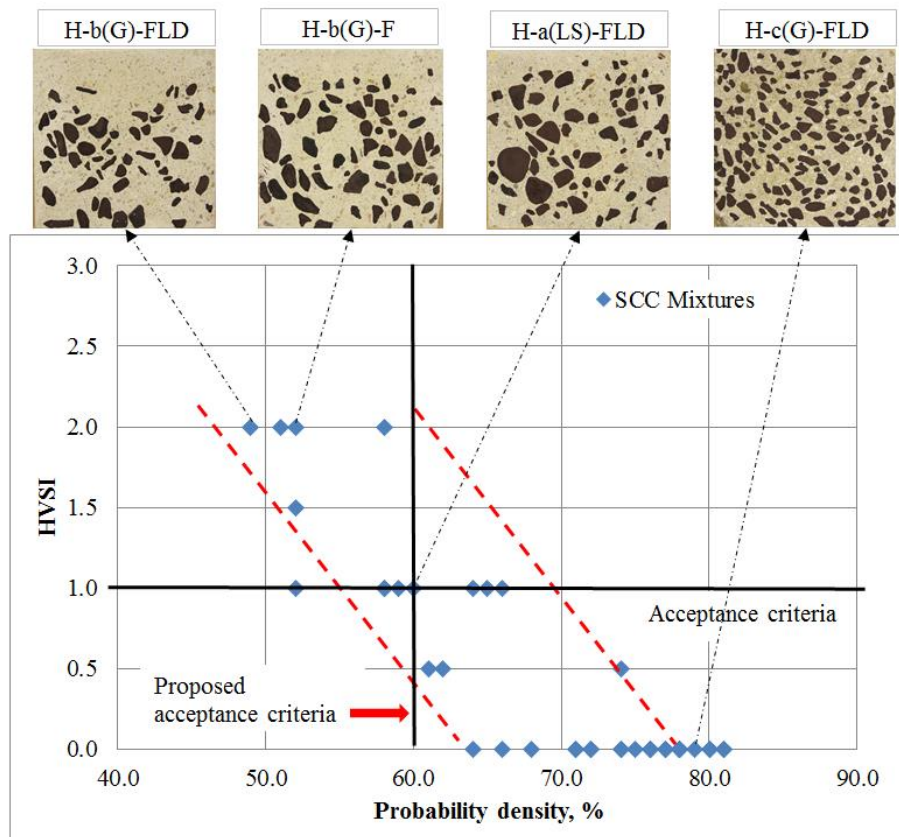 H-b(G)-FLD
H-b(G)-F
H-a(LS)-FLD
H-c(G)-FLD
3.0
SCC Mixtures
2.5
2.0
HVSI
1.5
1.0
Acceptance criteria
0.5
Proposed
acceptance criteria
0.0
40.0
50.0
60.0
70.0
80.0
90.0
Probability density, %